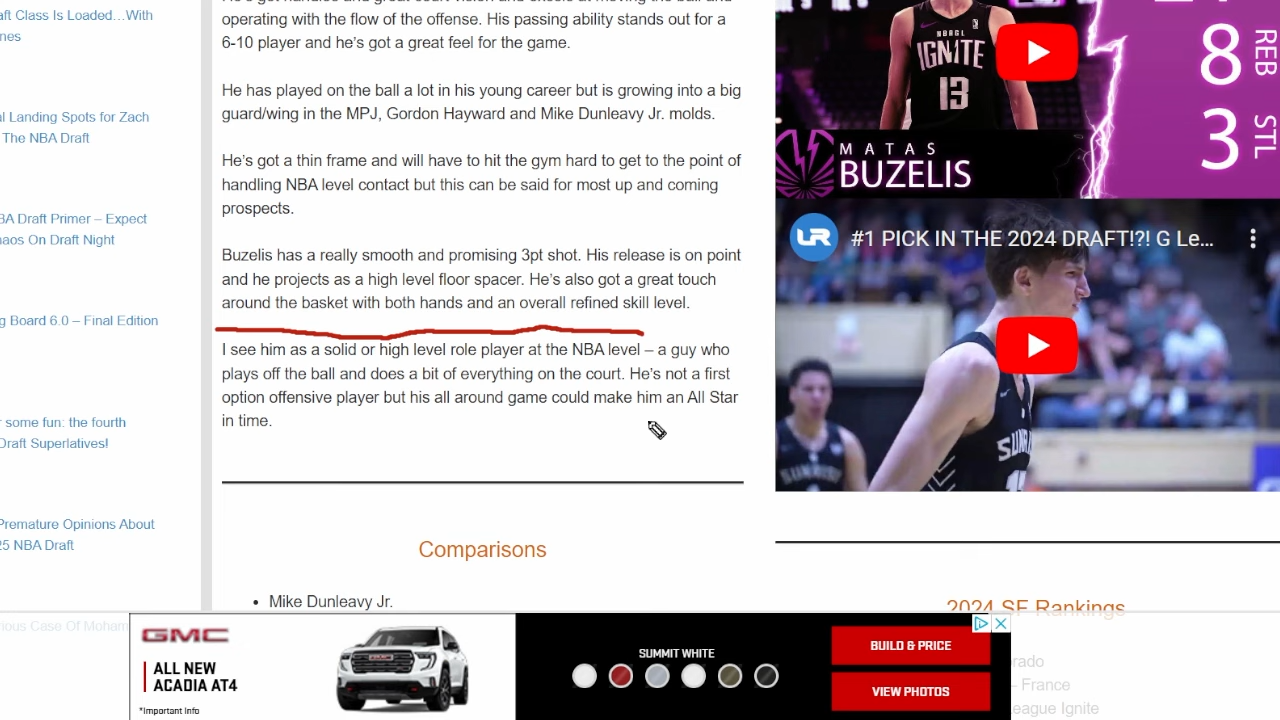 aft Class Is Loaded…With
nes
al Landing Spots for Zach
The NBA Draft
BA Draft Primer – Expect
haos On Draft Night
g Board 6.0 – Final Edition
r some fun: the fourth
Draft Superlatives!
Premature Opinions About
25 NBA Draft
rious Case Of Moham
operating with the flow of the offense. His passing ability stands out for a
6-10 player and he's got a great feel for the game.
He has played on the ball a lot in his young career but is growing into a big
guard/wing in the MPJ, Gordon Hayward and Mike Dunleavy Jr. molds.
He's got a thin frame and will have to hit the gym hard to get to the point of
handling NBA level contact but this can be said for most up and coming
prospects.
Buzelis has a really smooth and promising 3pt shot. His release is on point
and he projects as a high level floor spacer. He's also got a great touch
around the basket with both hands and an overall refined skill level.
I see him as a solid or high level role player at the NBA level – a guy who
plays off the ball and does a bit of everything on the court. He's not a first
option offensive player but his all around game could make him an All Star
in time.
Comparisons
• Mike Dunleavy Jr.
NBAGL
IGNITE
13
8 REB
3 STL
MATAS
BUZELIS
UR #1 PICK IN THE 2024 DRAFT!?! G Le…
SUNRISE
SUNRI
2024 SF Rankings
orado
– France
eague Ignite
GMC
ALL NEW
ACADIA AT4
*Important Info
SUMMIT WHITE
BUILD & PRICE
VIEW PHOTOS